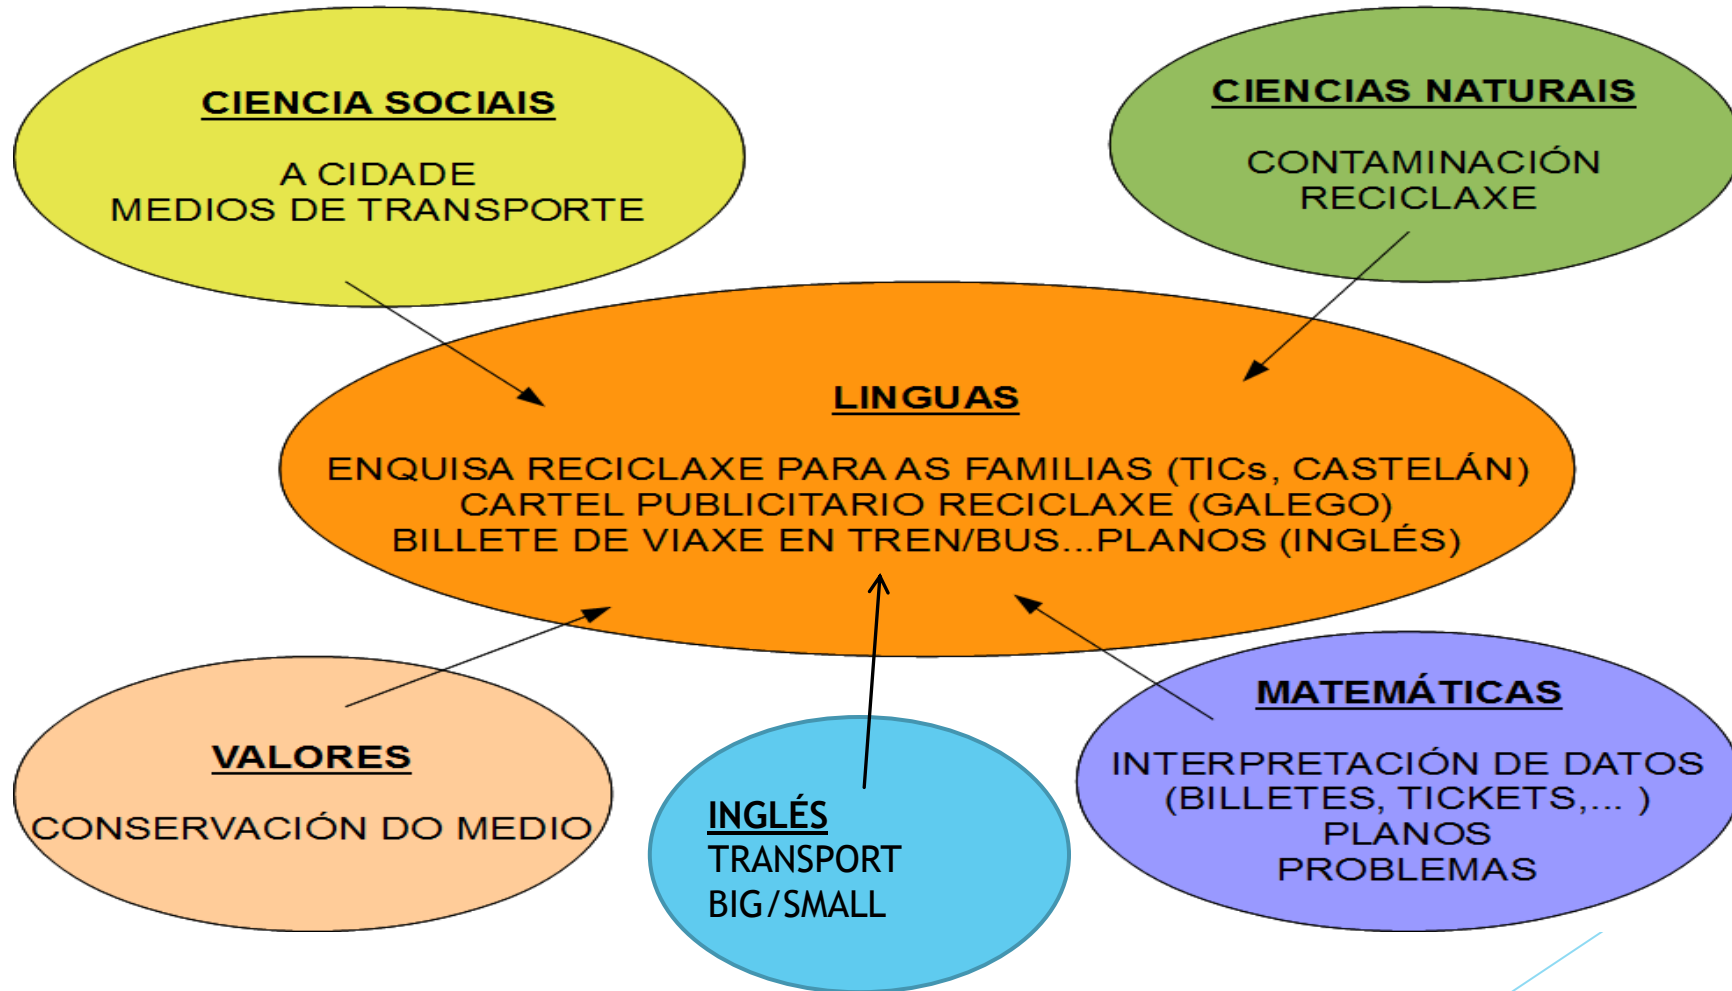 CIENCIA SOCIAIS
A CIDADE
MEDIOS DE TRANSPORTE
CIENCIAS NATURAIS
CONTAMINACIÓN
RECICLAXE
LINGUAS
ENQUISA RECICLAXE PARA AS FAMILIAS (TICs, CASTELÁN)
CARTEL PUBLICITARIO RECICLAXE (GALEGO)
BILLETE DE VIAXE EN TREN/BUS...PLANOS (INGLÉS)
VALORES
CONSERVACIÓN DO MEDIO
INGLÉS
TRANSPORT
BIG/SMALL
MATEMÁTICAS
INTERPRETACIÓN DE DATOS
(BILLETES, TICKETS,... )
PLANOS
PROBLEMAS